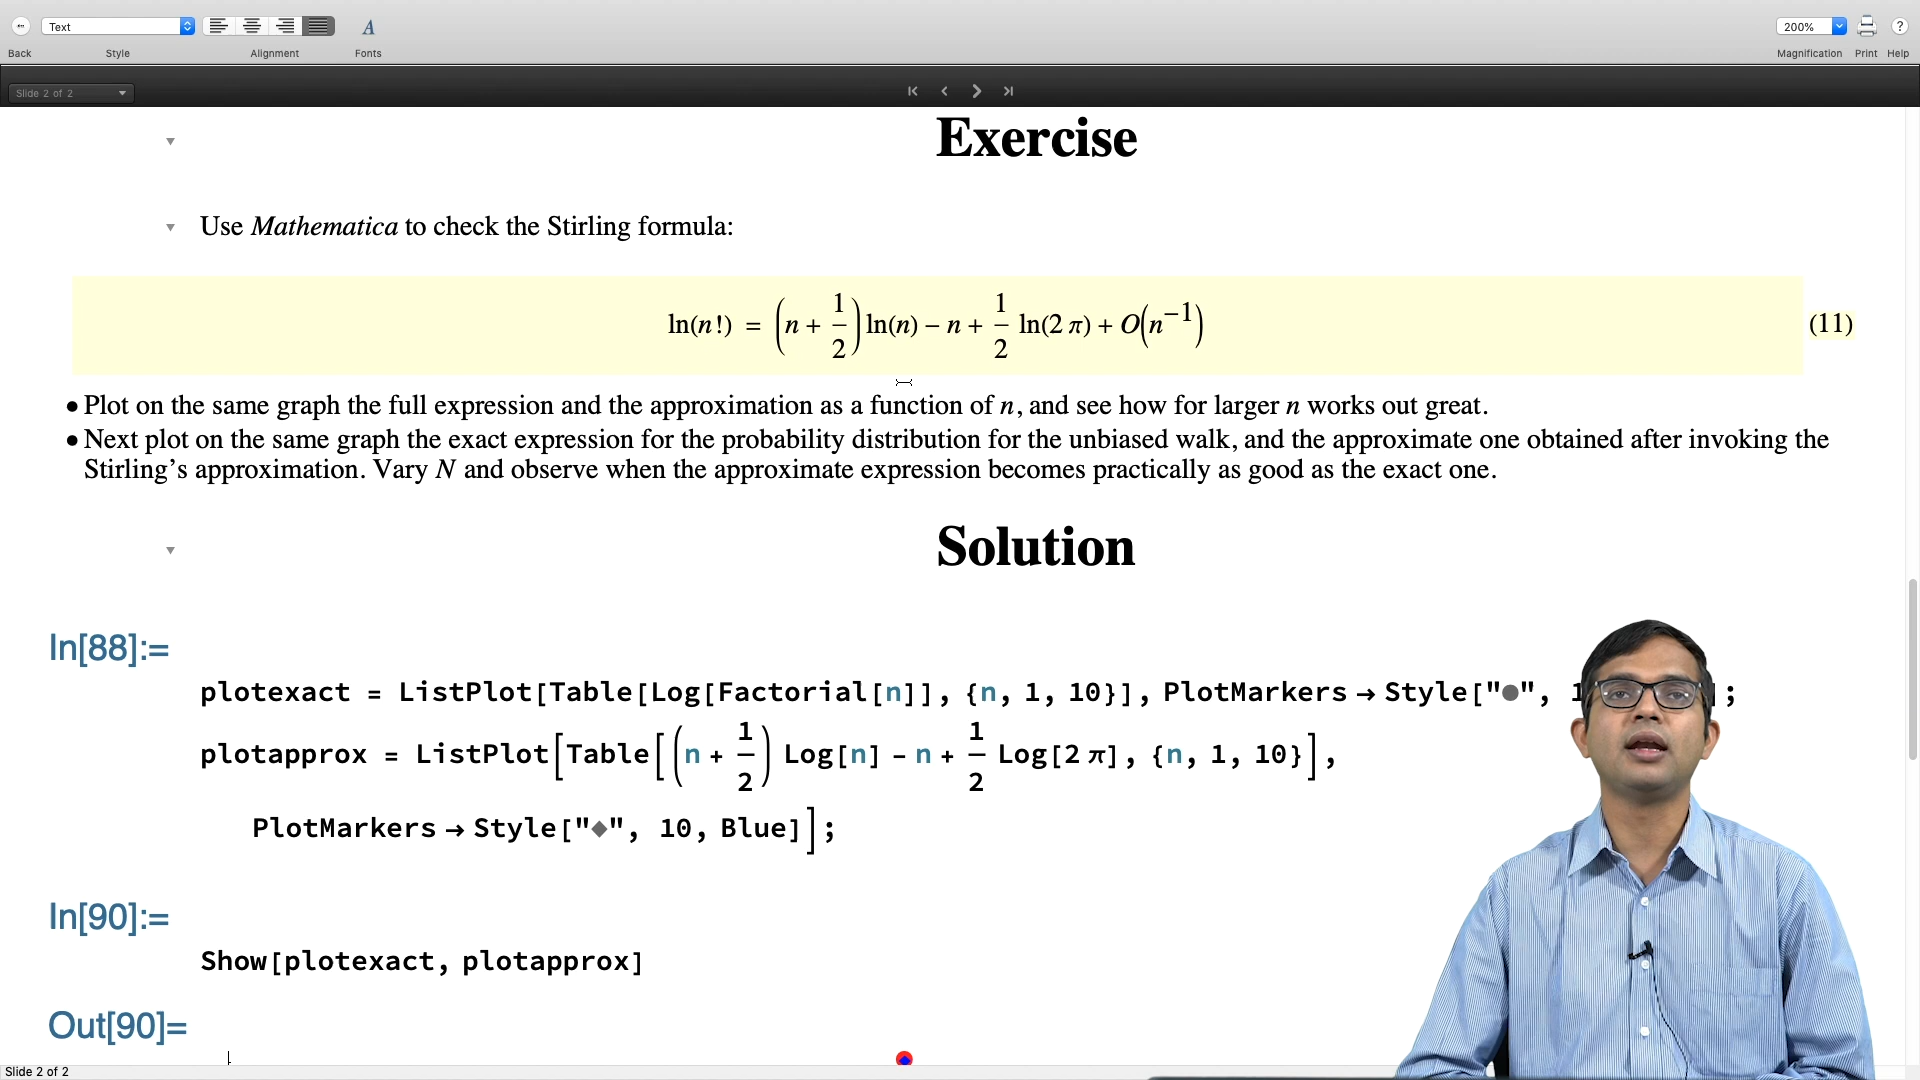 Text
200%
Back Style Alignment Fonts Magnification Print Help
Slide 2 of 2
Exercise
Use Mathematica to check the Stirling formula:
ln(n!) = (n + 1/2) ln(n) − n + 1/2 ln(2 π) + O(n^−1) (11)
• Plot on the same graph the full expression and the approximation as a function of n, and see how for larger n works out great.
• Next plot on the same graph the exact expression for the probability distribution for the unbiased walk, and the approximate one obtained after invoking the
Stirling's approximation. Vary N and observe when the approximate expression becomes practically as good as the exact one.
Solution
In[88]:=
plotexact = ListPlot[Table[Log[Factorial[n]], {n, 1, 10}], PlotMarkers → Style["●", ];
plotapprox = ListPlot[Table[(n + 1/2) Log[n] − n + 1/2 Log[2 π], {n, 1, 10}],
PlotMarkers → Style["◆", 10, Blue]];
In[90]:=
Show[plotexact, plotapprox]
Out[90]=
Slide 2 of 2